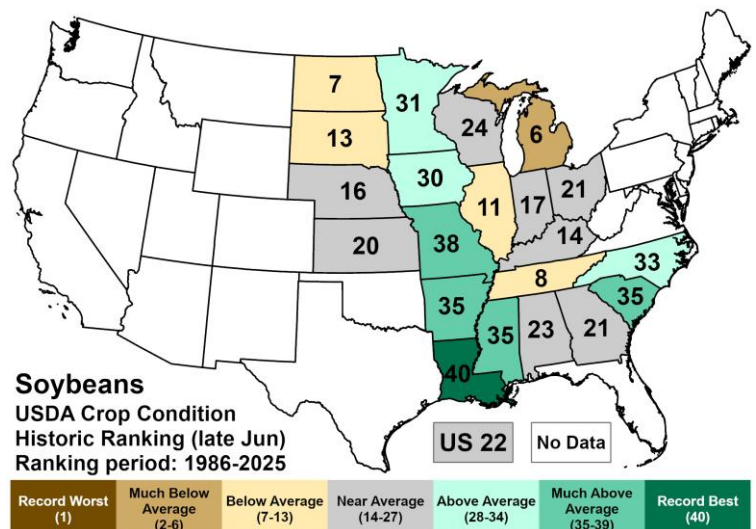 7
31
13
24
6
16
30
11
17
21
20
38
14
8
33
35
35
35
23
21
40
Soybeans
USDA Crop Condition
Historic Ranking (late Jun)
Ranking period: 1986-2025
US 22
No Data
Record Worst
(1)
Much Below
Average
(2-6)
Below Average
(7-13)
Near Average
(14-27)
Above Average
(28-34)
Much Above
Average
(35-39)
Record Best
(40)